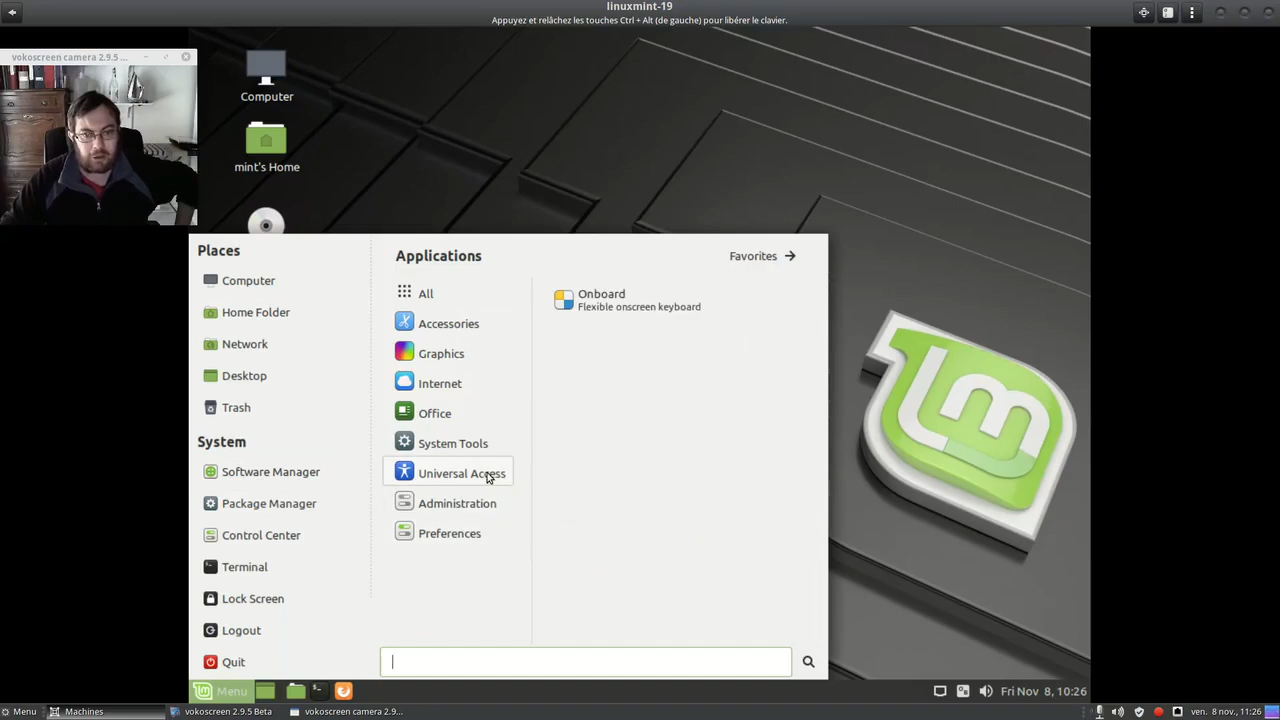 linuxmint-19
Appuyez et relâchez les touches Ctrl + Alt (de gauche) pour libérer le clavier.
vokoscreen camera 2.9.5 ...
Computer
mint's Home
Places
Computer
Home Folder
Network
Desktop
Trash
System
Software Manager
Package Manager
Control Center
Terminal
Lock Screen
Logout
Quit
Applications
Favorites
All
Accessories
Graphics
Internet
Office
System Tools
Universal Access
Administration
Preferences
Onboard
Flexible onscreen keyboard
Menu
Fri Nov 8, 10:26
Menu
Machines
vokoscreen 2.9.5 Beta
vokoscreen camera 2.9...
ven. 8 nov., 11:26